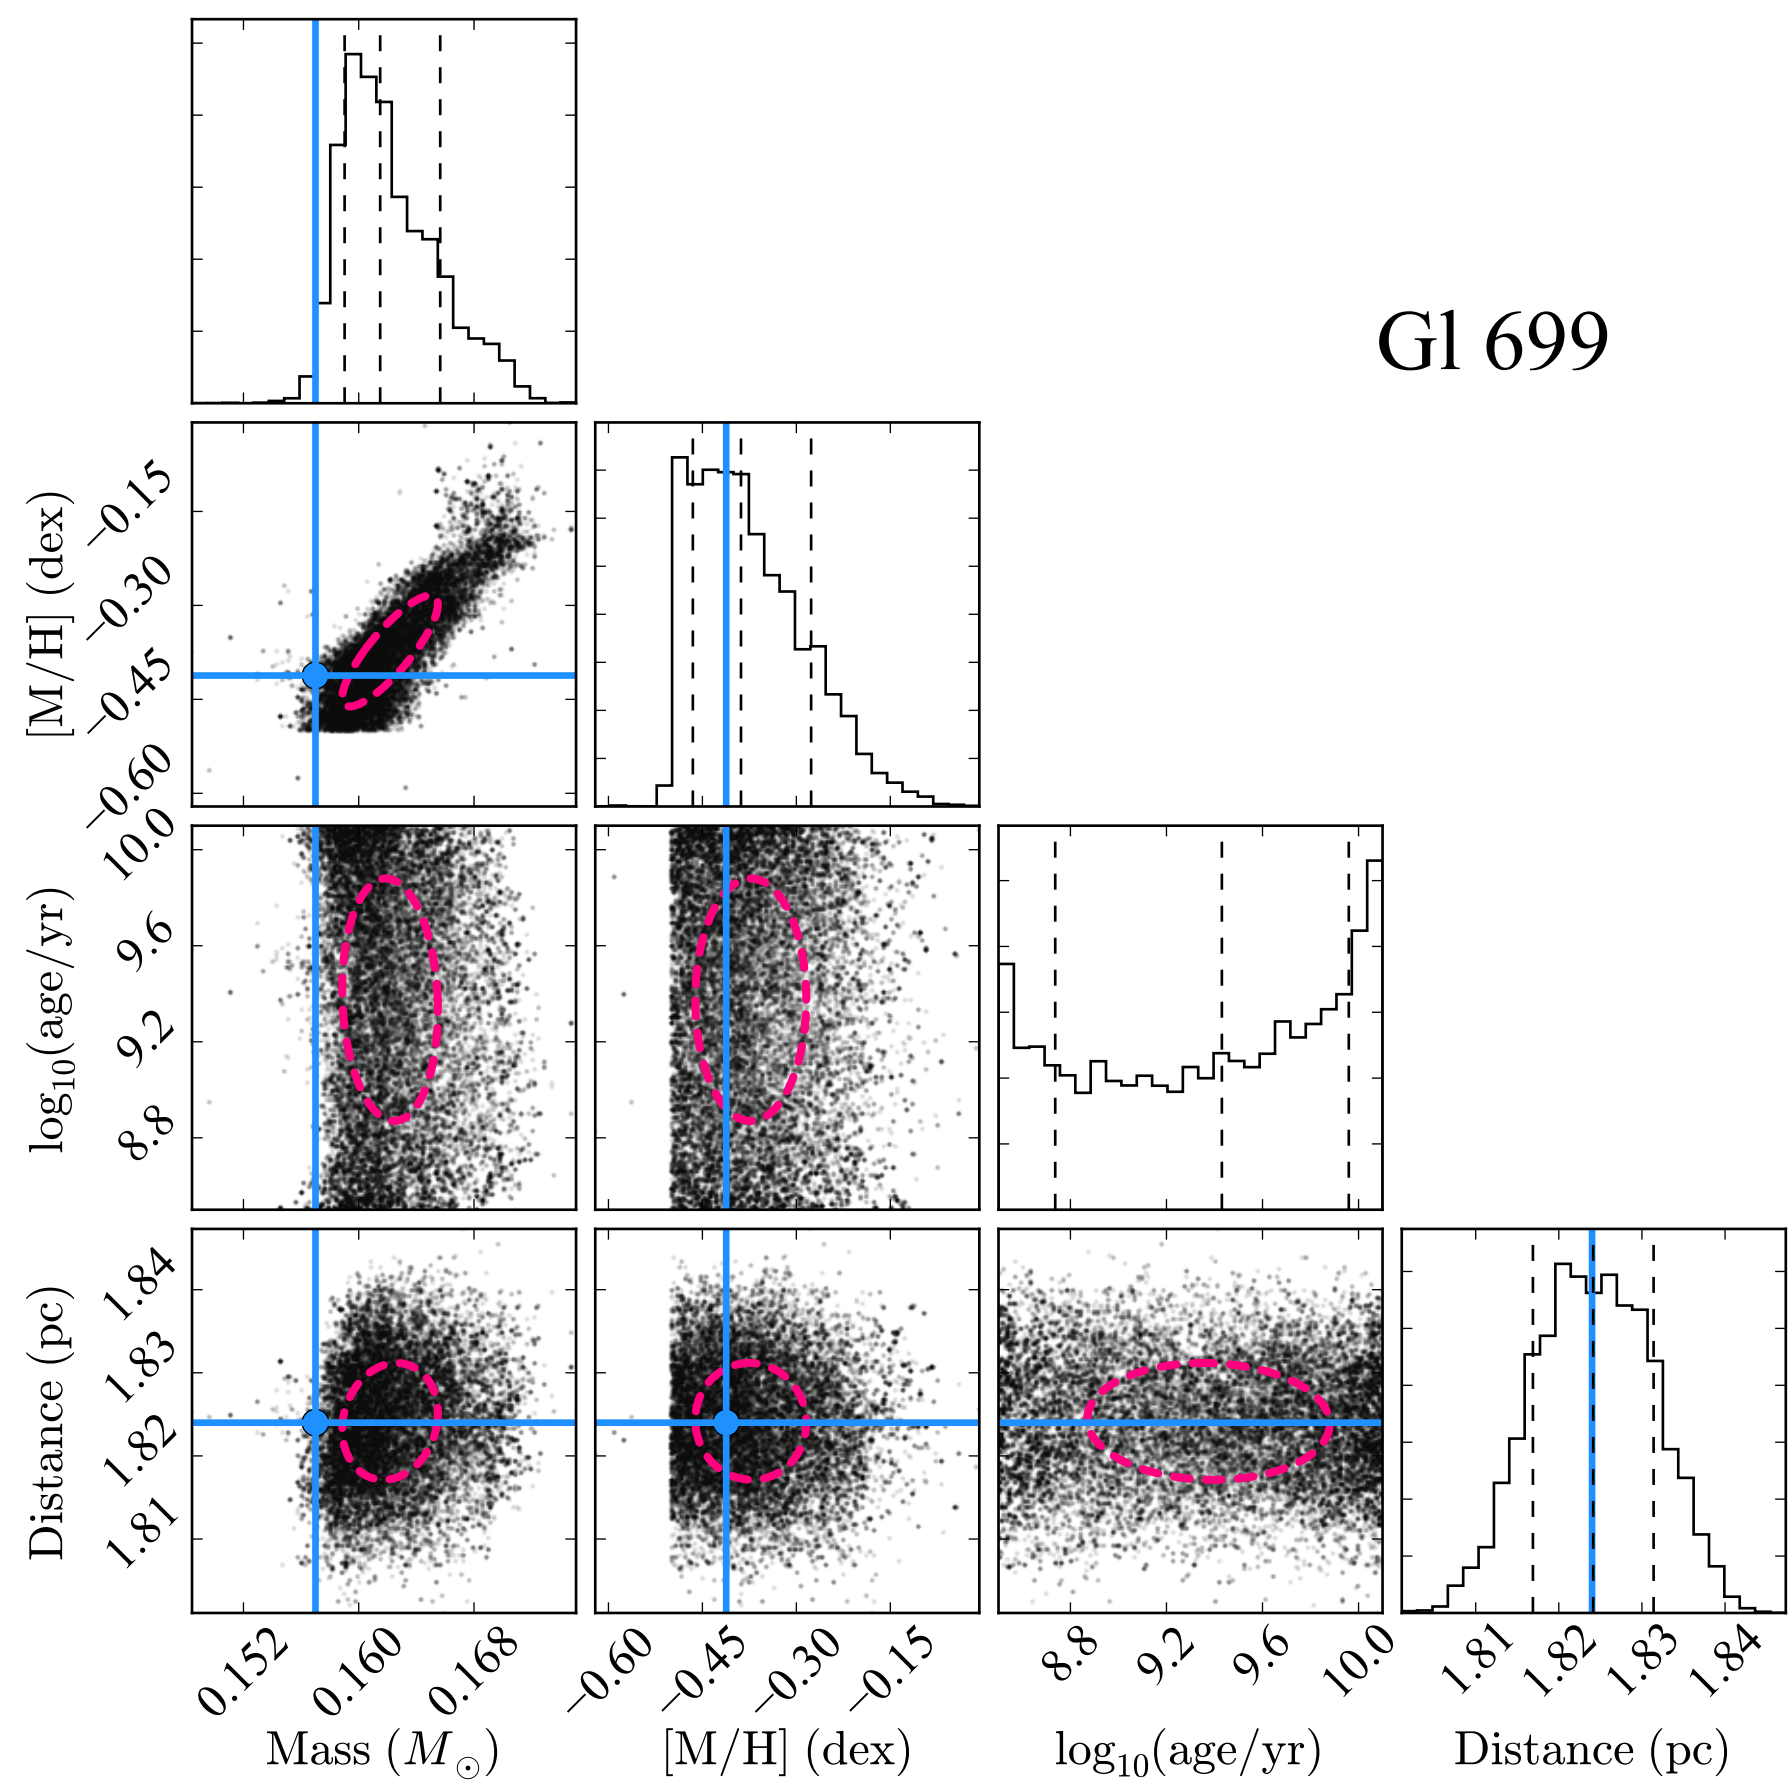 Gl 699
[M/H] (dex)
−0.15
−0.30
−0.45
−0.60
log₁₀(age/yr)
10.0
9.6
9.2
8.8
Distance (pc)
1.84
1.83
1.82
1.81
0.152 0.160 0.168
−0.60 −0.45 −0.30 −0.15
8.8 9.2 9.6 10.0
1.81 1.82 1.83 1.84
Mass (M⊙)
[M/H] (dex)
log₁₀(age/yr)
Distance (pc)